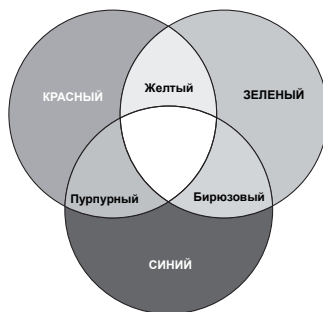 Желтый
КРАСНЫЙ
ЗЕЛЕНЫЙ
Пурпурный
Бирюзовый
СИНИЙ